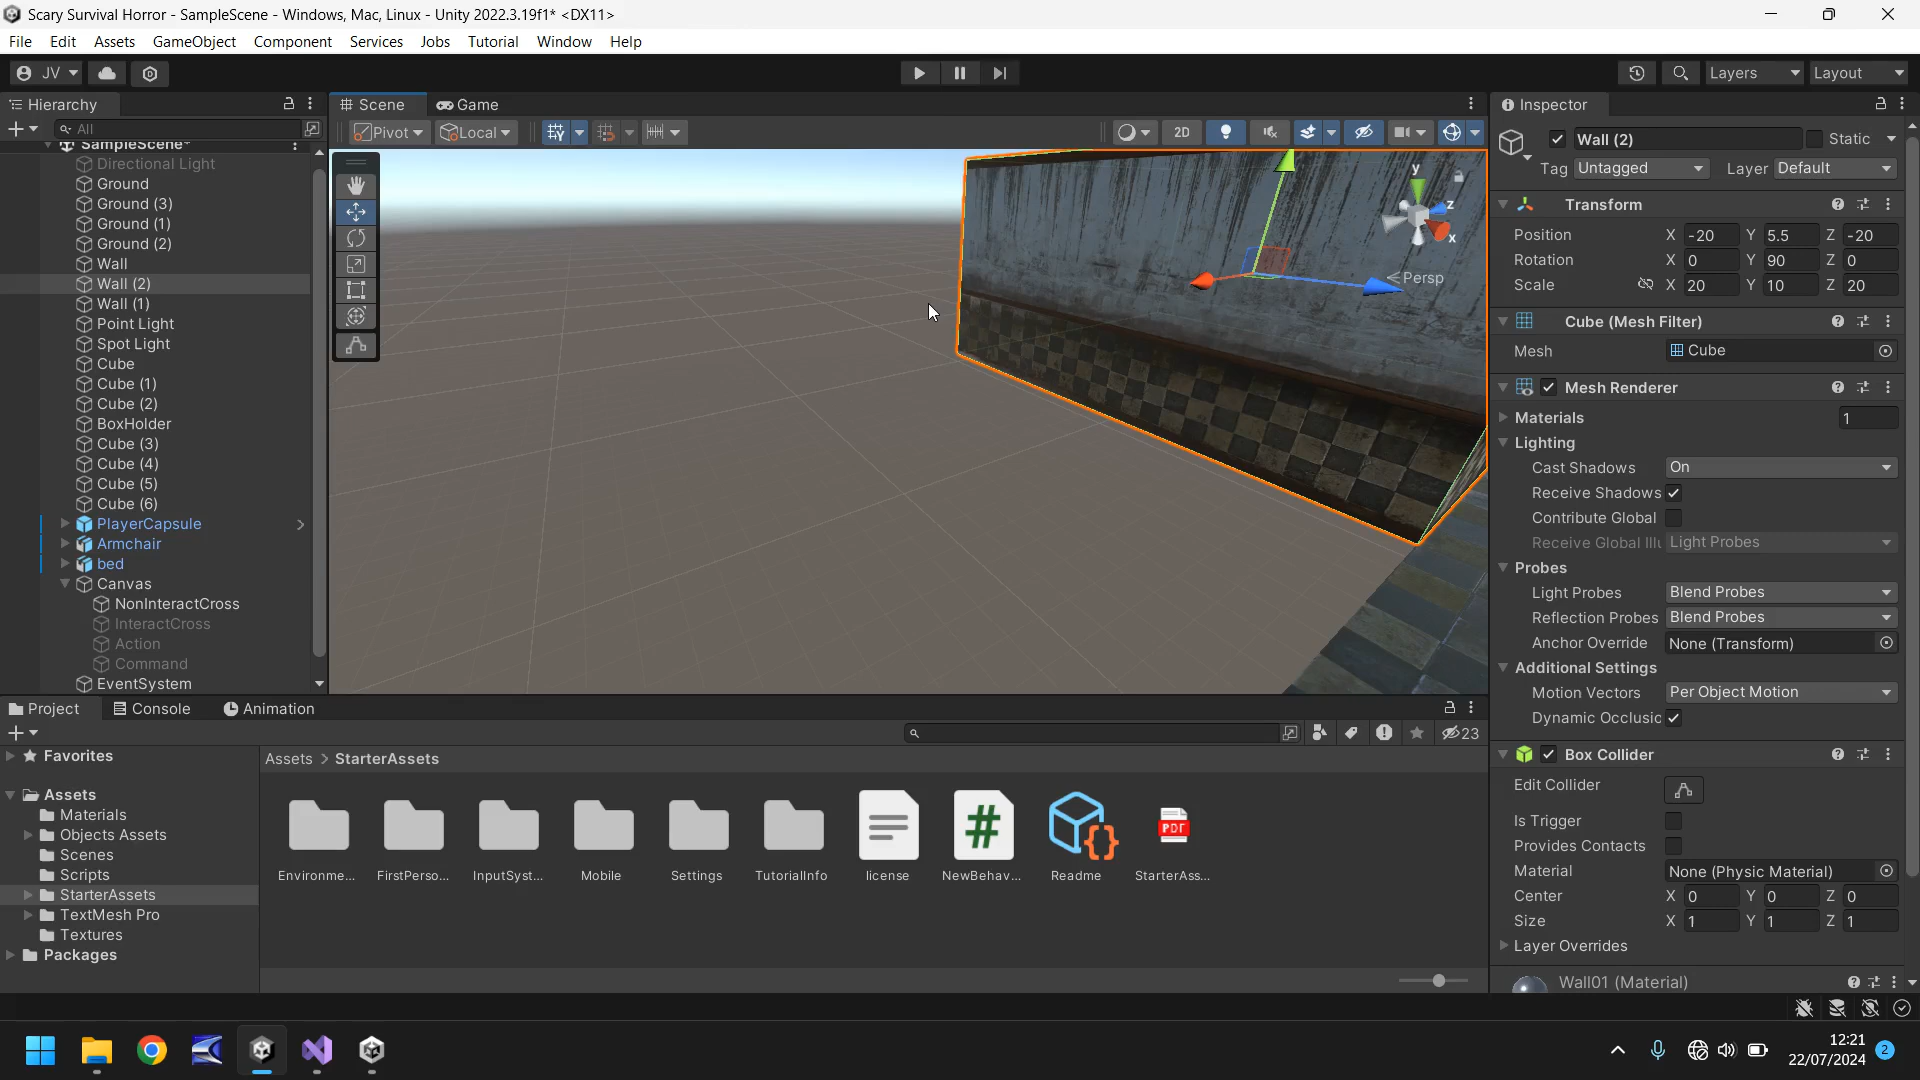 Scary Survival Horror - SampleScene - Windows, Mac, Linux - Unity 2022.3.19f1* <DX11>
File Edit Assets GameObject Component Services Jobs Tutorial Window Help
JV Layers Layout
Hierarchy
All
SampleScene*
Directional Light
Ground
Ground (3)
Ground (1)
Ground (2)
Wall
Wall (2)
Wall (1)
Point Light
Spot Light
Cube
Cube (1)
Cube (2)
BoxHolder
Cube (3)
Cube (4)
Cube (5)
Cube (6)
PlayerCapsule
Armchair
bed
Canvas
NonInteractCross
InteractCross
Action
Command
EventSystem
Scene Game
Pivot Local 2D
y
z
x
Persp
Inspector
Wall (2) Static
Tag Untagged Layer Default
Transform
Position X -20 Y 5.5 Z -20
Rotation X 0 Y 90 Z 0
Scale X 20 Y 10 Z 20
Cube (Mesh Filter)
Mesh Cube
Mesh Renderer
Materials 1
Lighting
Cast Shadows On
Receive Shadows
Contribute Global
Receive Global Illu Light Probes
Probes
Light Probes Blend Probes
Reflection Probes Blend Probes
Anchor Override None (Transform)
Additional Settings
Motion Vectors Per Object Motion
Dynamic Occlusic
Box Collider
Edit Collider
Is Trigger
Provides Contacts
Material None (Physic Material)
Center X 0 Y 0 Z 0
Size X 1 Y 1 Z 1
Layer Overrides
Wall01 (Material)
Project Console Animation
23
Favorites
Assets
Materials
Objects Assets
Scenes
Scripts
StarterAssets
TextMesh Pro
Textures
Packages
Assets > StarterAssets
Environme... FirstPerso... InputSyst... Mobile Settings TutorialInfo license NewBehav... Readme StarterAss...
PDF
12:21
22/07/2024
2